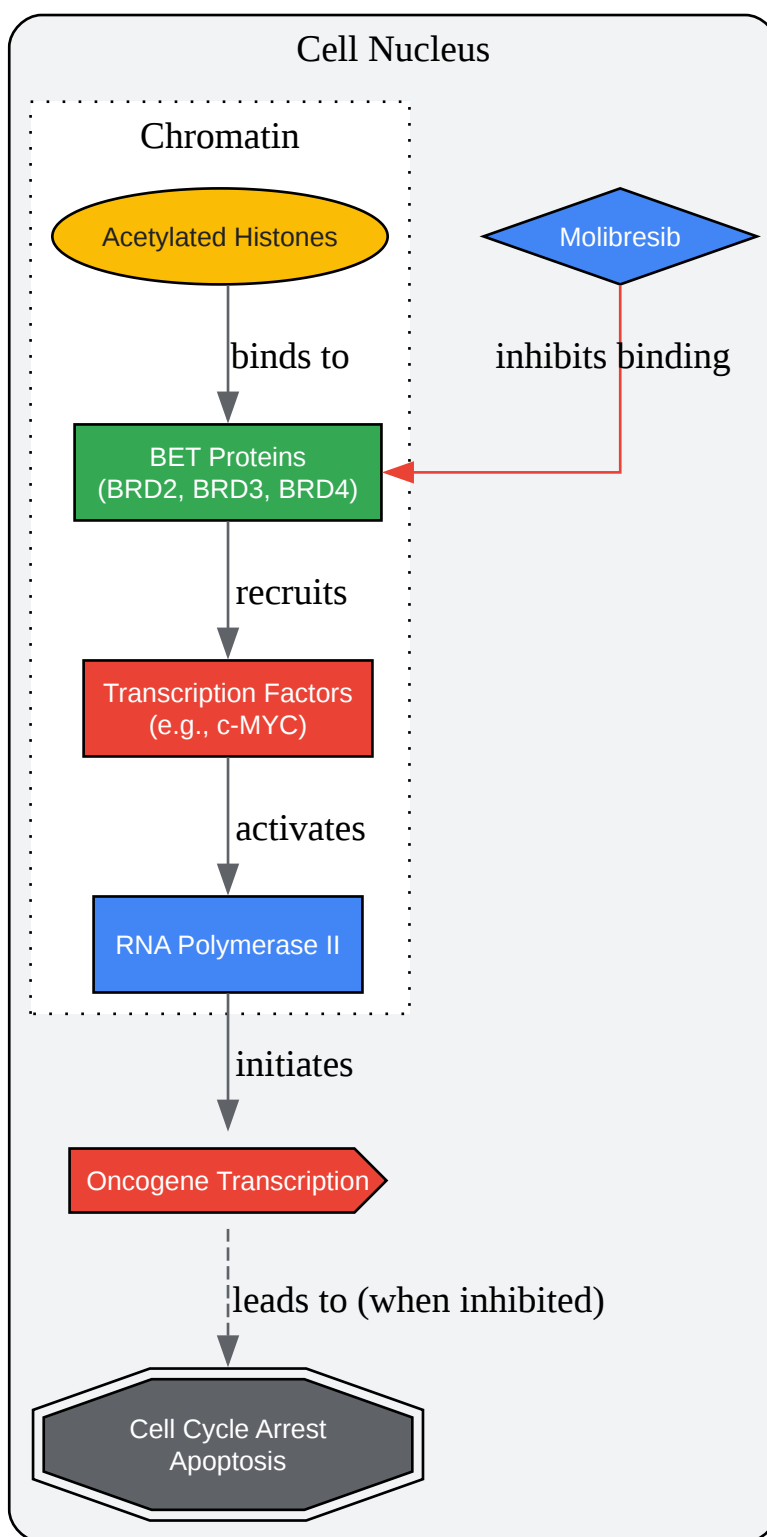 Cell Nucleus
Chromatin
Acetylated Histones
Molibresib
binds to
inhibits binding
BET Proteins
(BRD2, BRD3, BRD4)
recruits
Transcription Factors
(e.g., c-MYC)
activates
RNA Polymerase II
initiates
Oncogene Transcription
leads to (when inhibited)
Cell Cycle Arrest
Apoptosis